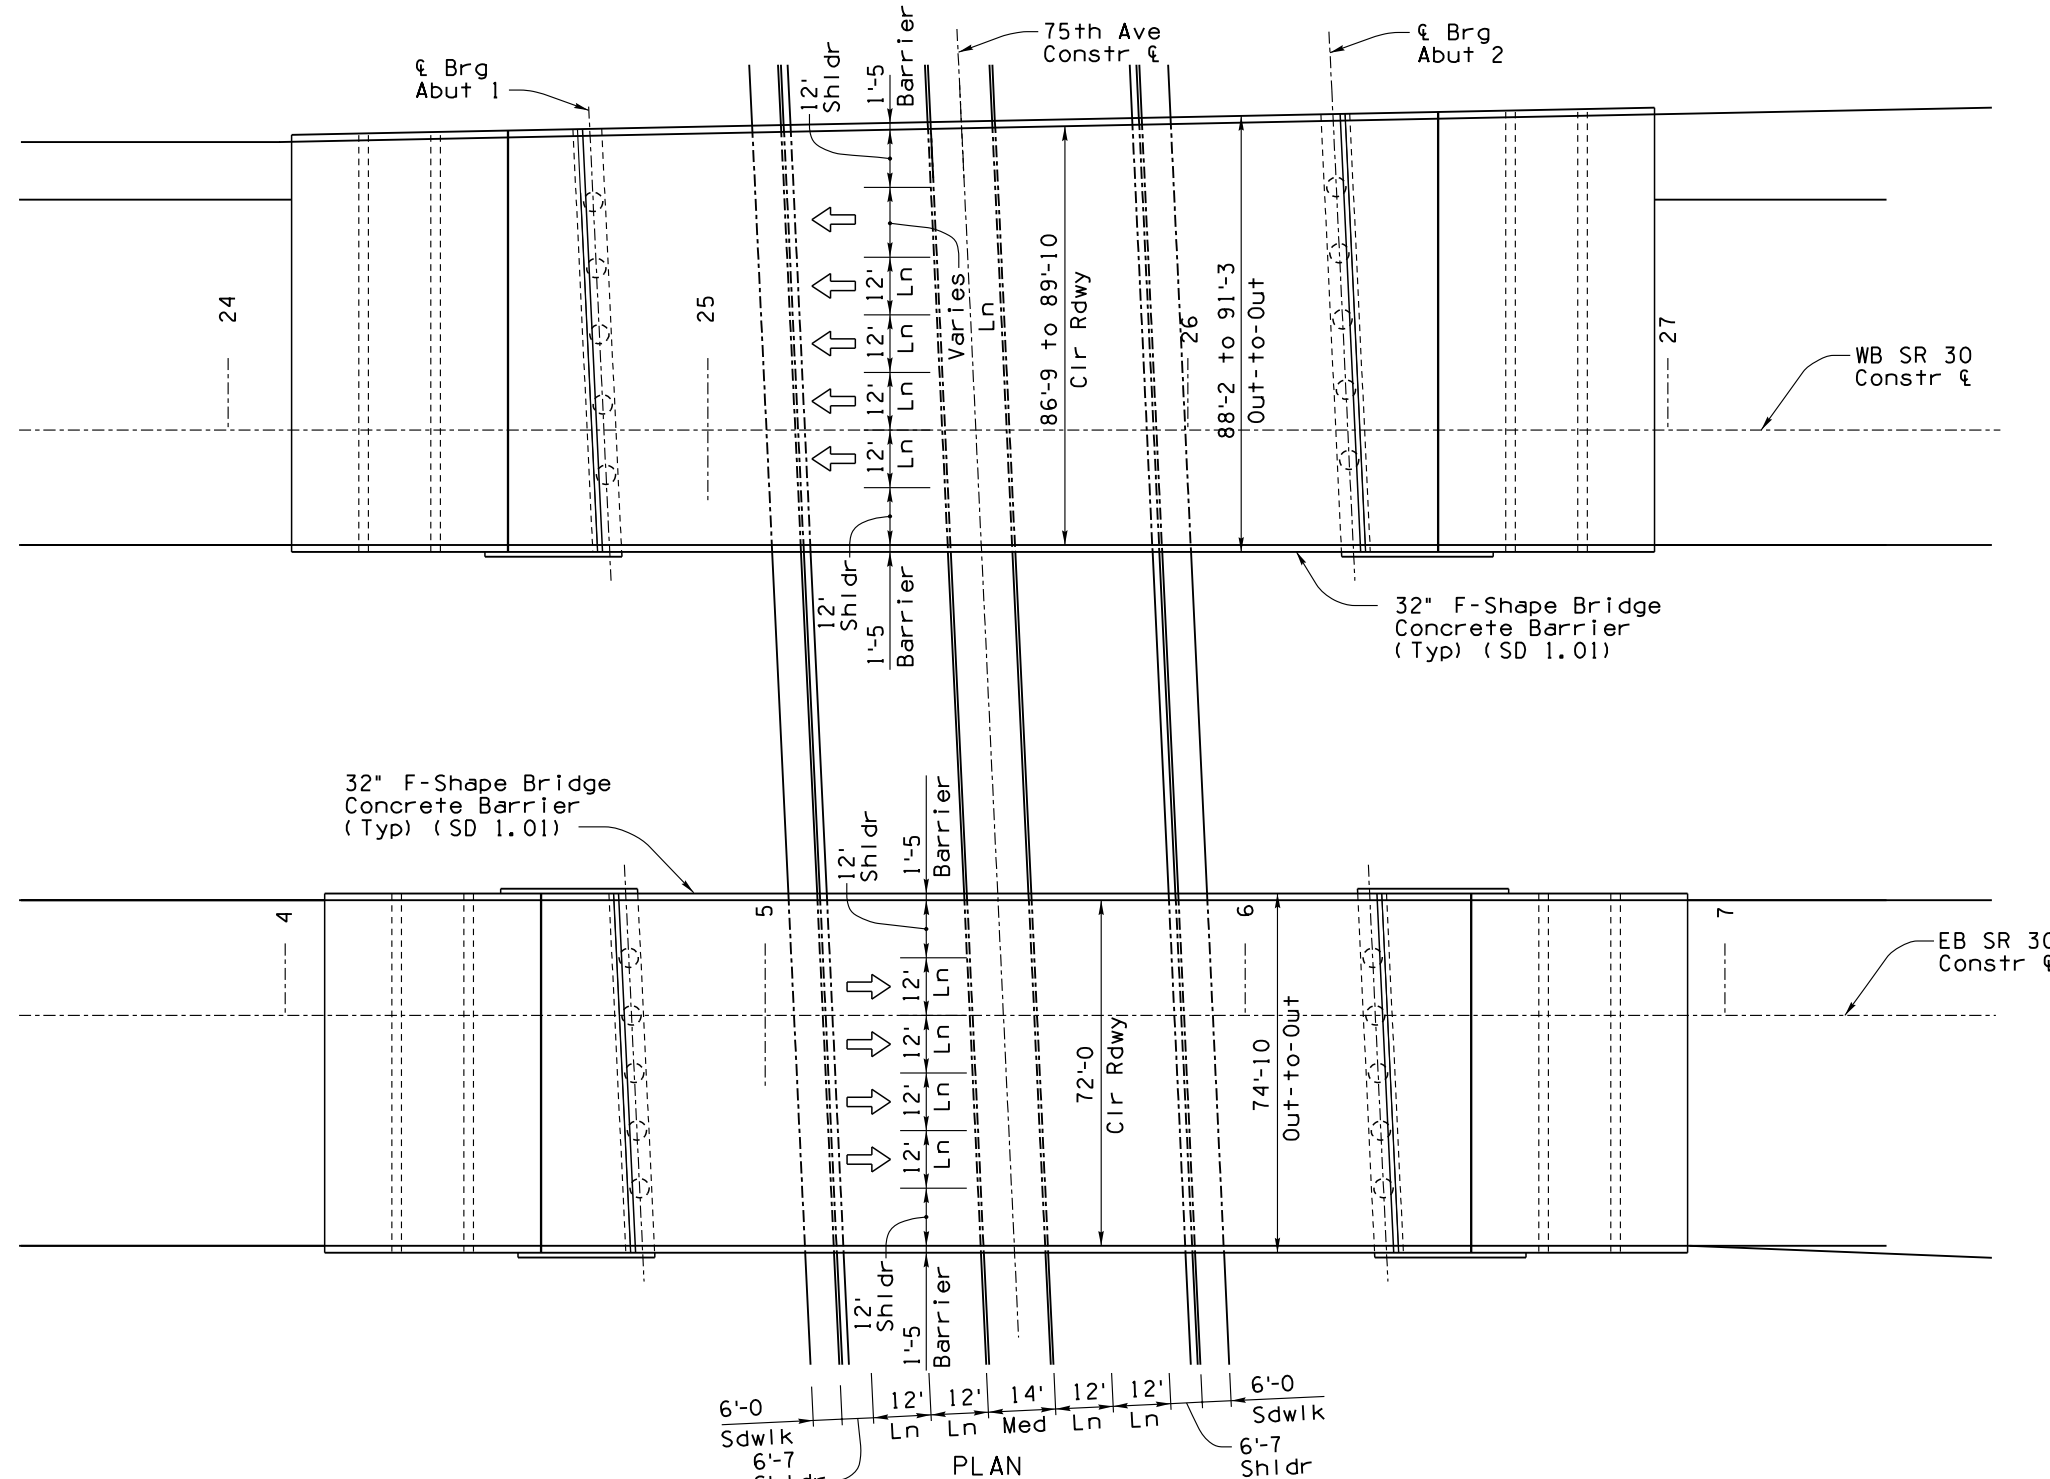 ℄ Brg
Abut 1
12'
Shldr
1'-5
Barrier
75th Ave
Constr ℄
℄ Brg
Abut 2
24
25
12'
Ln
12'
Ln
12'
Ln
12'
Ln
Varies
Ln
86'-9 to 89'-10
Clr Rdwy
26
88'-2 to 91'-3
Out-to-Out
27
WB SR 30
Constr ℄
12'
Shldr
1'-5
Barrier
32" F-Shape Bridge
Concrete Barrier
(Typ) (SD 1.01)
32" F-Shape Bridge
Concrete Barrier
(Typ) (SD 1.01)
12'
Shldr
1'-5
Barrier
4
5
6
7
EB SR 30
Constr ℄
12'
Ln
12'
Ln
12'
Ln
12'
Ln
72'-0
Clr Rdwy
74'-10
Out-to-Out
12'
Shldr
1'-5
Barrier
6'-0
Sdwlk
6'-7
Shldr
12'
Ln
12'
Ln
14'
Med
12'
Ln
12'
Ln
6'-0
Sdwlk
6'-7
Shldr
PLAN